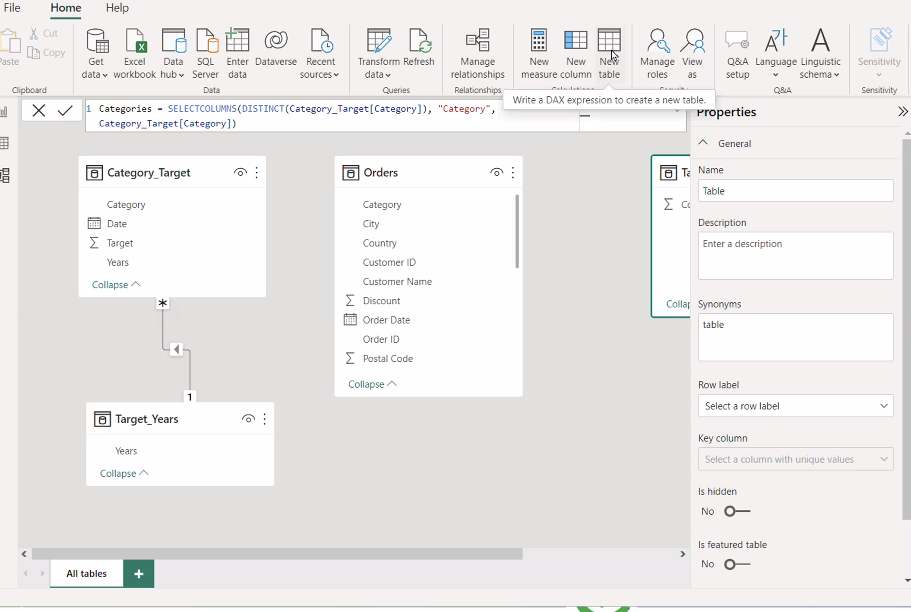 File Home Help
Paste
Cut
Copy
Get data
Excel workbook
Data hub
SQL Server
Enter data
Dataverse
Recent sources
Transform data
Refresh
Manage relationships
New measure
New column
New table
Manage roles
View as
Q&A setup
Language
Linguistic schema
Sensitivity
Clipboard
Data
Queries
Relationships
Q&A
Sensitivity
Write a DAX expression to create a new table.
1 Categories = SELECTCOLUMNS(DISTINCT(Category_Target[Category]), "Category",
Category_Target[Category])
Category_Target
Category
Date
Target
Years
Collapse
*
1
Target_Years
Years
Collapse
Orders
Category
City
Country
Customer ID
Customer Name
Discount
Order Date
Order ID
Postal Code
Collapse
Properties
General
Name
Table
Description
Enter a description
Synonyms
table
Row label
Select a row label
Key column
Select a column with unique values
Is hidden
No
Is featured table
No
All tables
+